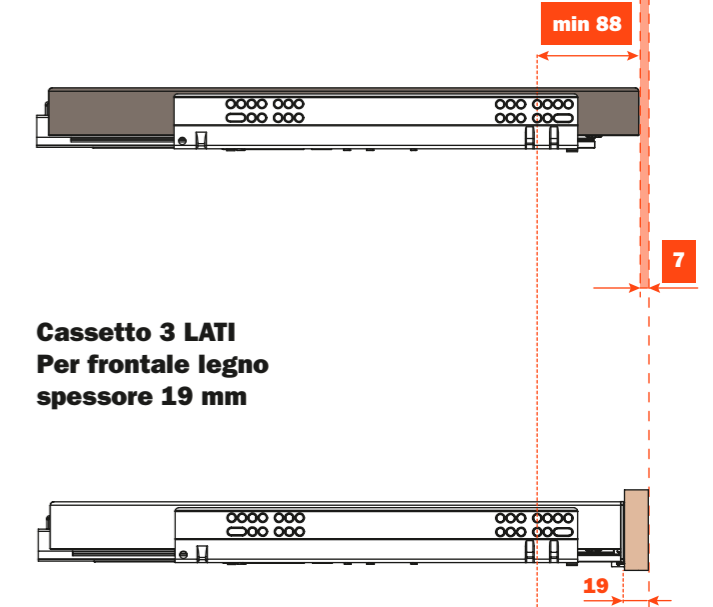 min 88
7
Cassetto 3 LATI
Per frontale legno
spessore 19 mm
19